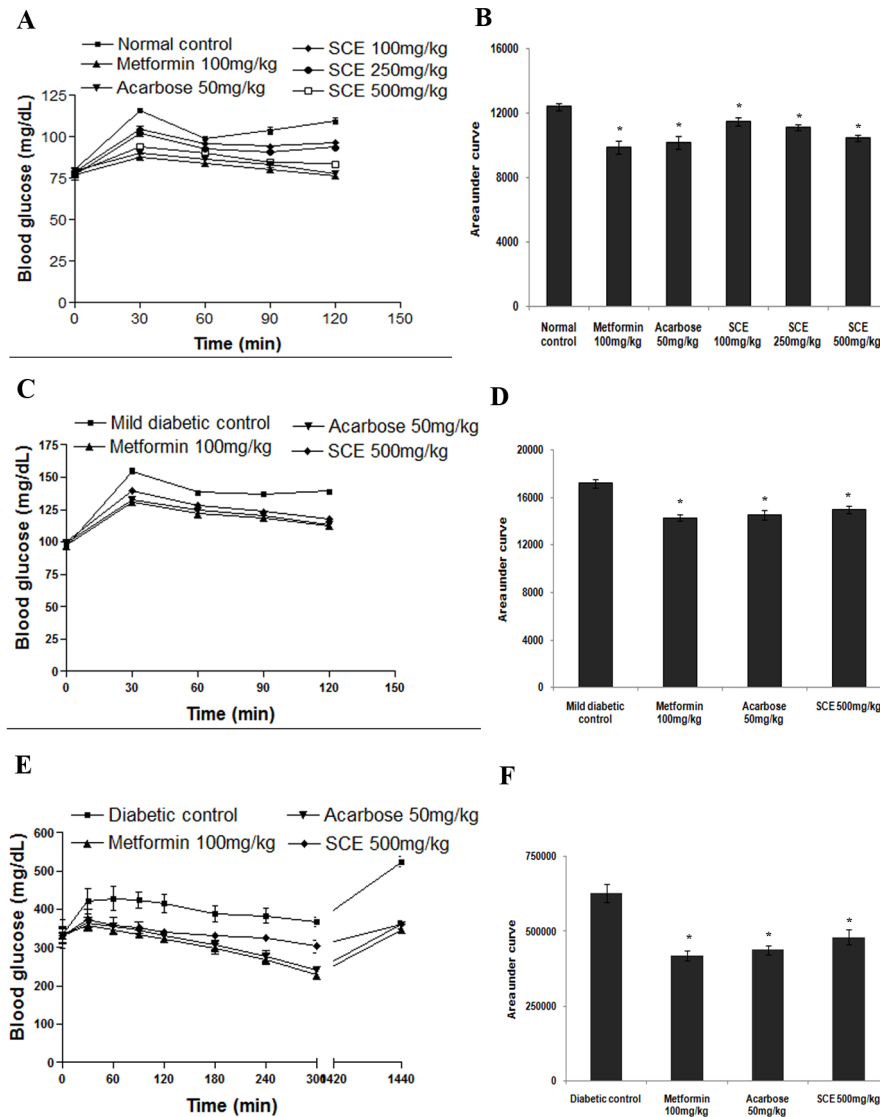 A
Normal control
Metformin 100mg/kg
Acarbose 50mg/kg
SCE 100mg/kg
SCE 250mg/kg
SCE 500mg/kg
Blood glucose (mg/dL)
125
100
75
50
25
0
0 30 60 90 120 150
Time (min)
B
Area under curve
16000
12000
8000
4000
0
* * * * *
Normal control
Metformin 100mg/kg
Acarbose 50mg/kg
SCE 100mg/kg
SCE 250mg/kg
SCE 500mg/kg
C
Mild diabetic control
Metformin 100mg/kg
Acarbose 50mg/kg
SCE 500mg/kg
Blood glucose (mg/dL)
175
150
125
100
75
50
25
0
0 30 60 90 120 150
Time (min)
D
Area under curve
20000
16000
12000
8000
4000
0
* * *
Mild diabetic control
Metformin 100mg/kg
Acarbose 50mg/kg
SCE 500mg/kg
E
Diabetic control
Metformin 100mg/kg
Acarbose 50mg/kg
SCE 500mg/kg
Blood glucose (mg/dL)
600
500
400
300
200
100
0
0 60 120 180 240 300 1420 1440
Time (min)
F
Area under curve
750000
500000
250000
0
* * *
Diabetic control
Metformin 100mg/kg
Acarbose 50mg/kg
SCE 500mg/kg